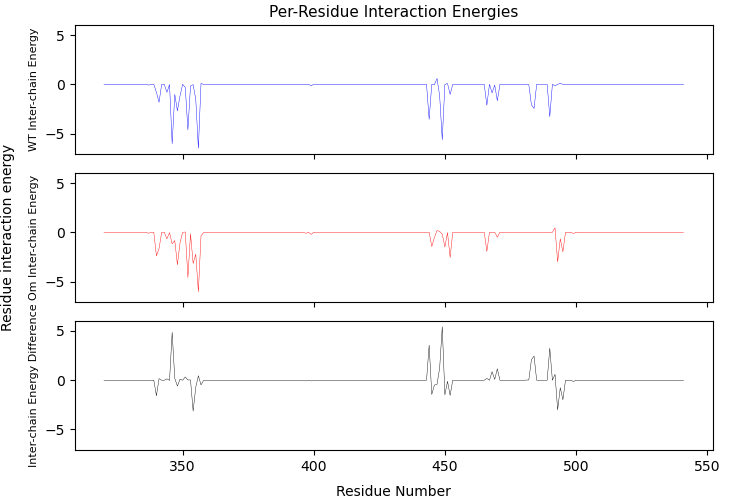 Per-Residue Interaction Energies
Residue interaction energy
WT Inter-chain Energy
5
0
−5
Om Inter-chain Energy
5
0
−5
Inter-chain Energy Difference
5
0
−5
350
400
450
500
550
Residue Number